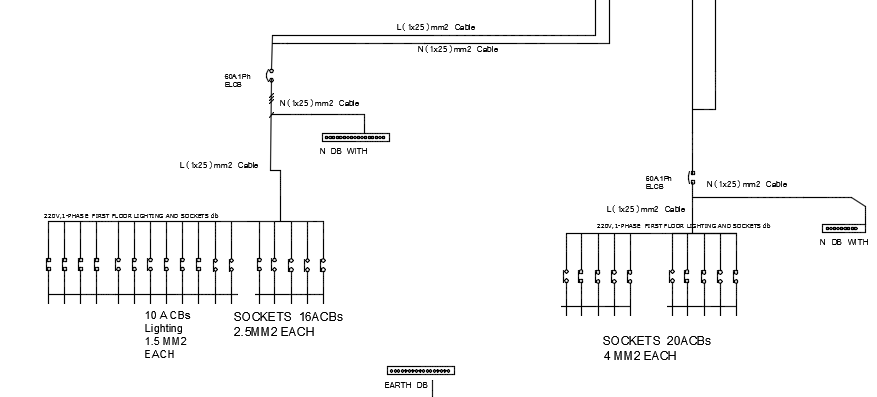 L( 1x25 )mm2 Cable
N( 1x25 )mm2 Cable
60A1Ph
ELCB
N( 1x25 )mm2 Cable
N DB WITH
L( 1x25 )mm2 Cable
220V,1-PHASE FIRST FLOOR LIGHTING AND SOCKETS db
10 A CBs
Lighting
1.5 MM2
EACH
SOCKETS 16ACBs
2.5MM2 EACH
60A1Ph
ELCB
N( 1x25 )mm2 Cable
L( 1x25 )mm2 Cable
220V,1-PHASE FIRST FLOOR LIGHTING AND SOCKETS db
N DB WITH
SOCKETS 20ACBs
4 MM2 EACH
EARTH DB